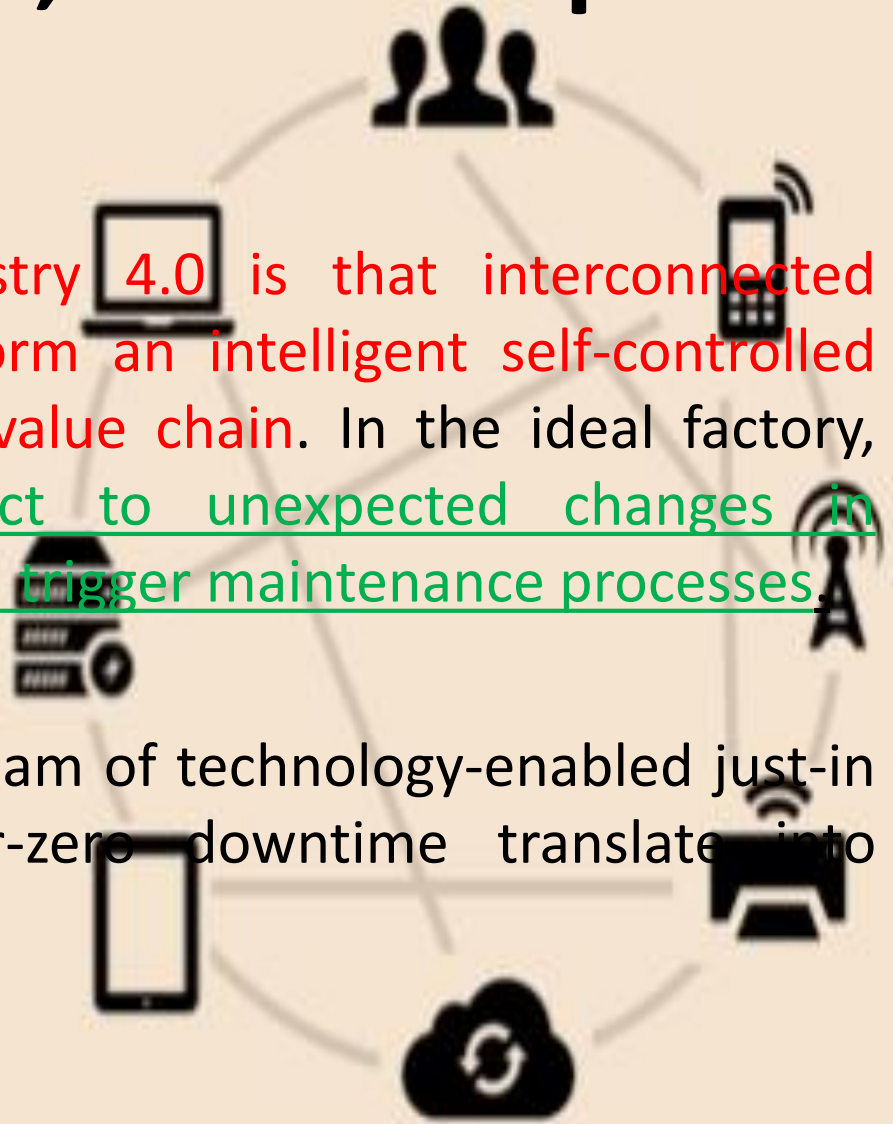 stry 4.0 is that interconnected
orm an intelligent self-controlled
value chain. In the ideal factory,
ct to unexpected changes in
trigger maintenance processes.
am of technology-enabled just-in
r-zero downtime translate into